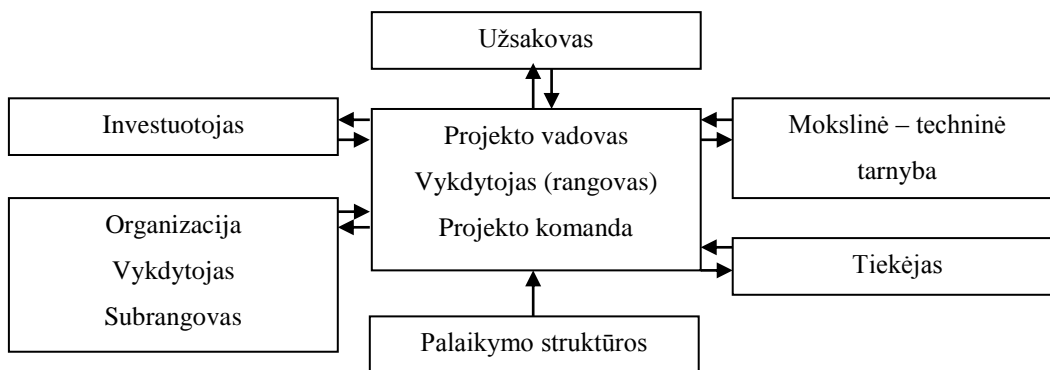 Užsakovas
Investuotojas
Projekto vadovas
Vykdytojas (rangovas)
Projekto komanda
Mokslinė – techninė
tarnyba
Organizacija
Vykdytojas
Subrangovas
Tiekėjas
Palaikymo struktūros